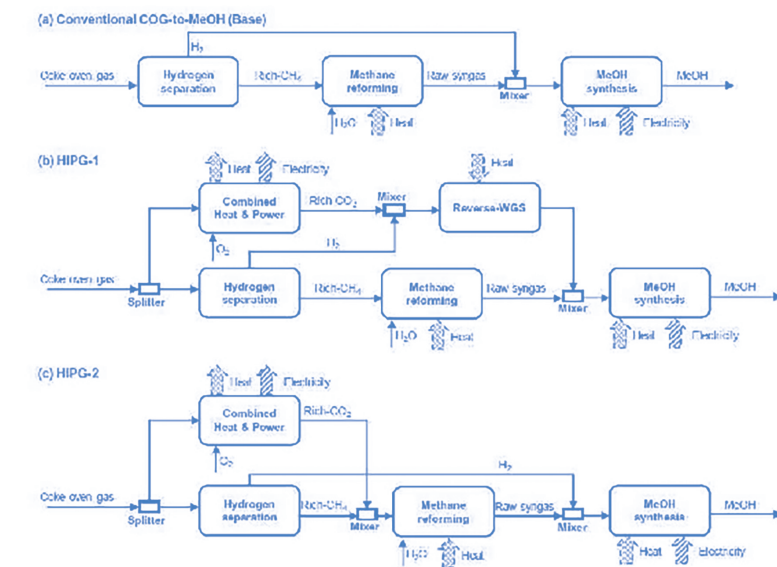 (a) Conventional COG-to-MeOH (Base)
H2
Coke oven gas
Hydrogen
separation
Rich-CH4
Methane
reforming
Raw syngas
Mixer
MeOH
synthesis
MeOH
H2O
Heat
Heat
Electricity
(b) HIPG-1
Heat
Electricity
Heat
Combined
Heat & Power
Rich-CO2
Mixer
Reverse-WGS
O2
H2
Coke oven gas
Splitter
Hydrogen
separation
Rich-CH4
Methane
reforming
Raw syngas
Mixer
MeOH
synthesis
MeOH
H2O
Heat
Heat
Electricity
(c) HIPG-2
Heat
Electricity
Combined
Heat & Power
Rich-CO2
O2
H2
Coke oven gas
Splitter
Hydrogen
separation
Rich-CH4
Mixer
Methane
reforming
Raw syngas
Mixer
MeOH
synthesis
MeOH
H2O
Heat
Heat
Electricity